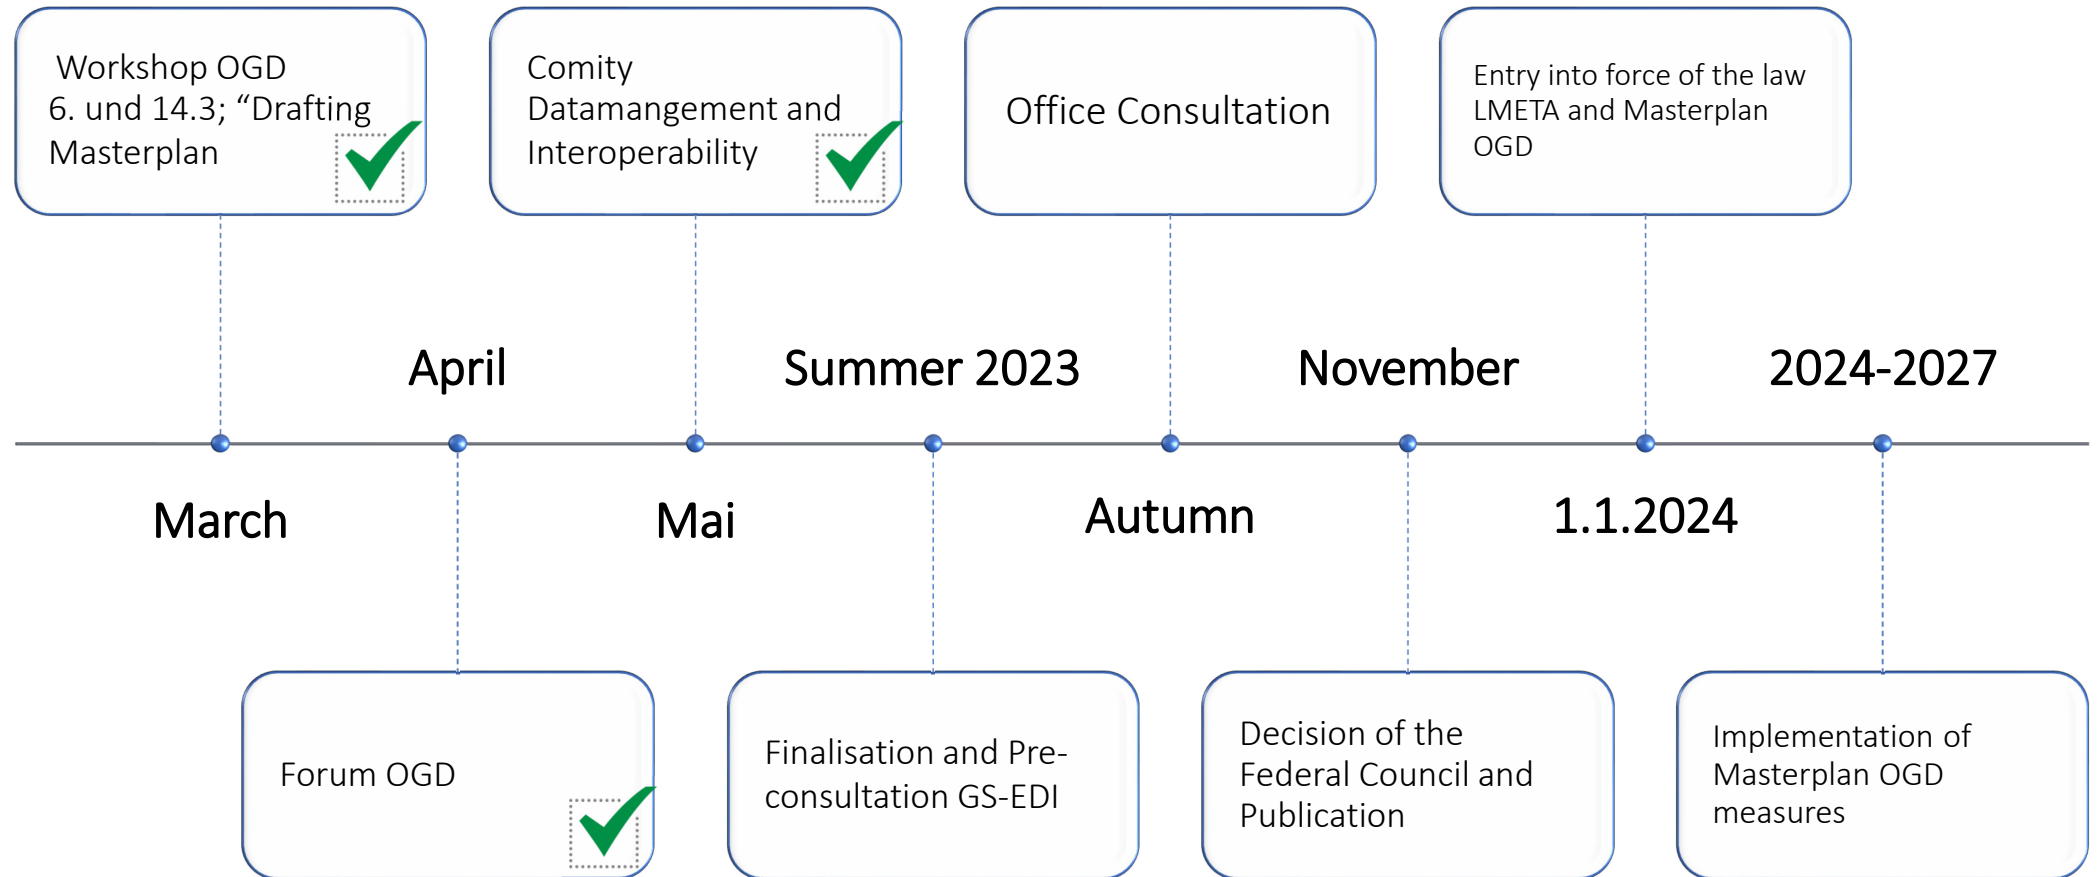 Workshop OGD
6. und 14.3; “Drafting
Masterplan
Comity
Datamangement and
Interoperability
Office Consultation
Entry into force of the law
LMETA and Masterplan
OGD
April
Summer 2023
November
2024-2027
March
Mai
Autumn
1.1.2024
Forum OGD
Finalisation and Pre-
consultation GS-EDI
Decision of the
Federal Council and
Publication
Implementation of
Masterplan OGD
measures